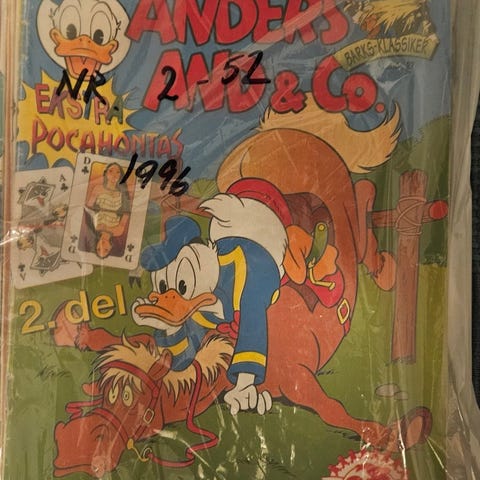 ANDERS
AND & Co.
BARKS-KLASSIKER
NR 2-52
1996
EKSTRA
POCAHONTAS
A
D
D
A
2. del